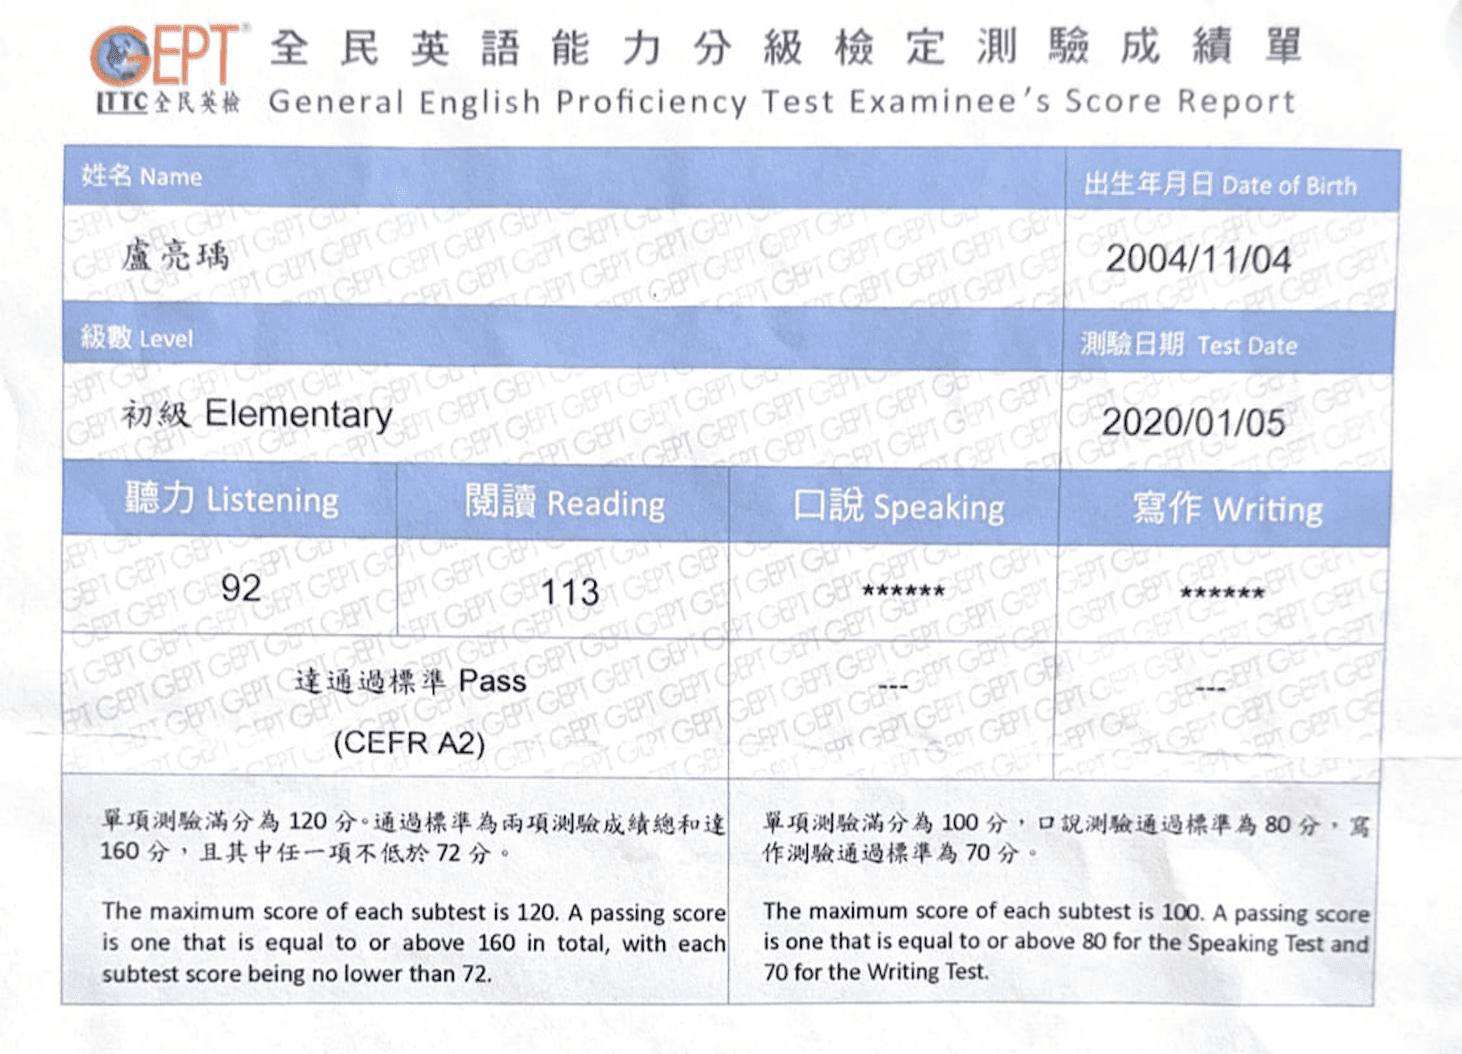 GEPT®
LTTC 全民英檢
全民英語能力分級檢定測驗成績單
General English Proficiency Test Examinee's Score Report
姓名 Name
出生年月日 Date of Birth
盧亮瑀
2004/11/04
級數 Level
測驗日期 Test Date
初級 Elementary
2020/01/05
聽力 Listening
閱讀 Reading
口說 Speaking
寫作 Writing
92
113
******
******
達通過標準 Pass
(CEFR A2)
---
---
單項測驗滿分為 120 分。通過標準為兩項測驗成績總和達
160 分，且其中任一項不低於 72 分。
The maximum score of each subtest is 120. A passing score
is one that is equal to or above 160 in total, with each
subtest score being no lower than 72.
單項測驗滿分為 100 分，口說測驗通過標準為 80 分，寫
作測驗通過標準為 70 分。
The maximum score of each subtest is 100. A passing score
is one that is equal to or above 80 for the Speaking Test and
70 for the Writing Test.